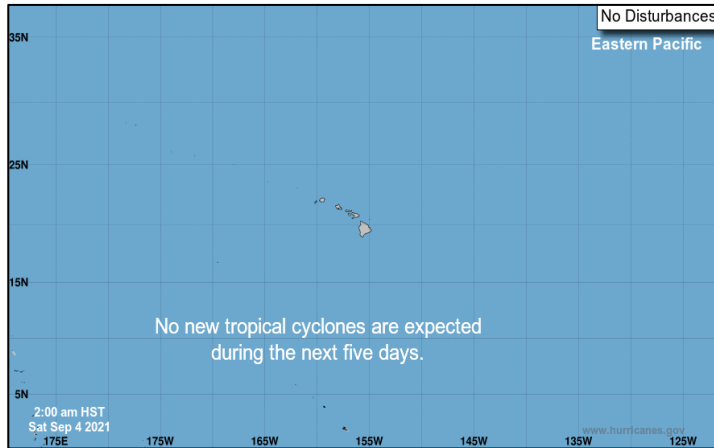 No Disturbances
Eastern Pacific
35N
25N
15N
No new tropical cyclones are expected
during the next five days.
5N
2:00 am HST
Sat Sep 4 2021
www.hurricanes.gov
175E
175W
165W
155W
145W
135W
125W